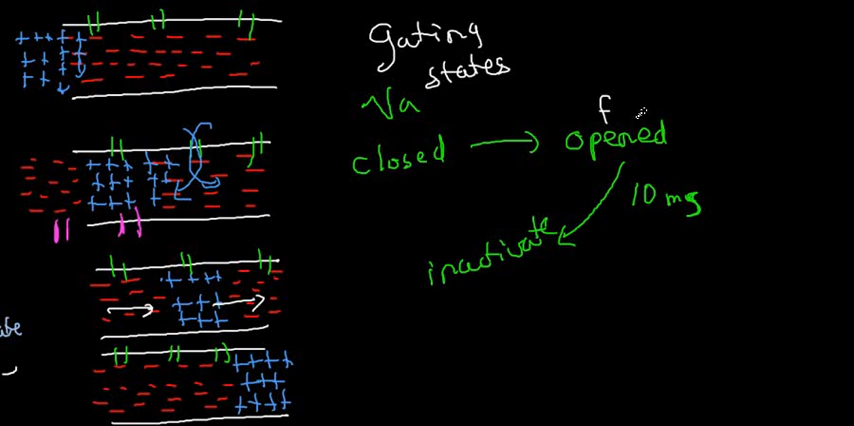 Gating
states
Na
f
closed → opened
10 ms
inactivate